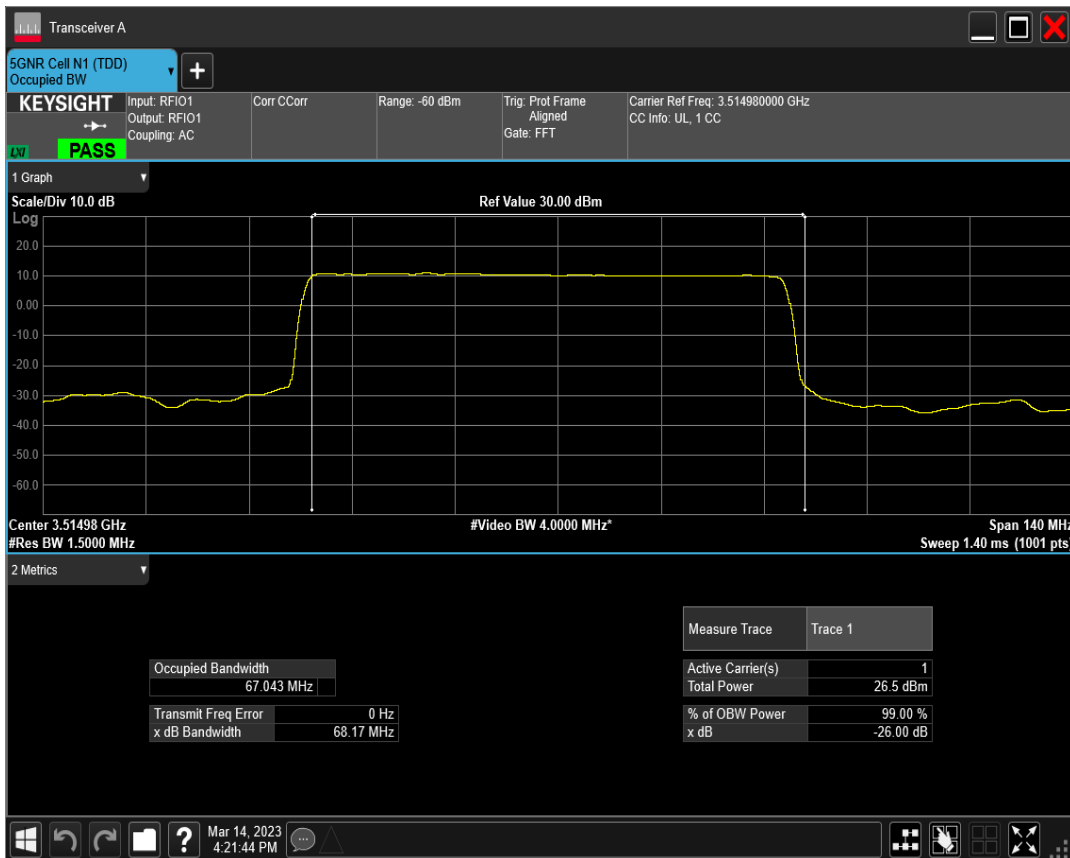 Transceiver A
5GNR Cell N1 (TDD)
Occupied BW
KEYSIGHT
LXI
PASS
Input: RFIO1
Output: RFIO1
Coupling: AC
Corr CCorr
Range: -60 dBm
Trig: Prot Frame
Aligned
Gate: FFT
Carrier Ref Freq: 3.514980000 GHz
CC Info: UL, 1 CC
1 Graph
Scale/Div 10.0 dB
Ref Value 30.00 dBm
Log
20.0
10.0
0.00
-10.0
-20.0
-30.0
-40.0
-50.0
-60.0
Center 3.51498 GHz
#Video BW 4.0000 MHz*
Span 140 MHz
#Res BW 1.5000 MHz
Sweep 1.40 ms (1001 pts)
2 Metrics
Measure Trace Trace 1
Occupied Bandwidth
67.043 MHz
Active Carrier(s) 1
Total Power 26.5 dBm
Transmit Freq Error 0 Hz
x dB Bandwidth 68.17 MHz
% of OBW Power 99.00 %
x dB -26.00 dB
?
Mar 14, 2023
4:21:44 PM